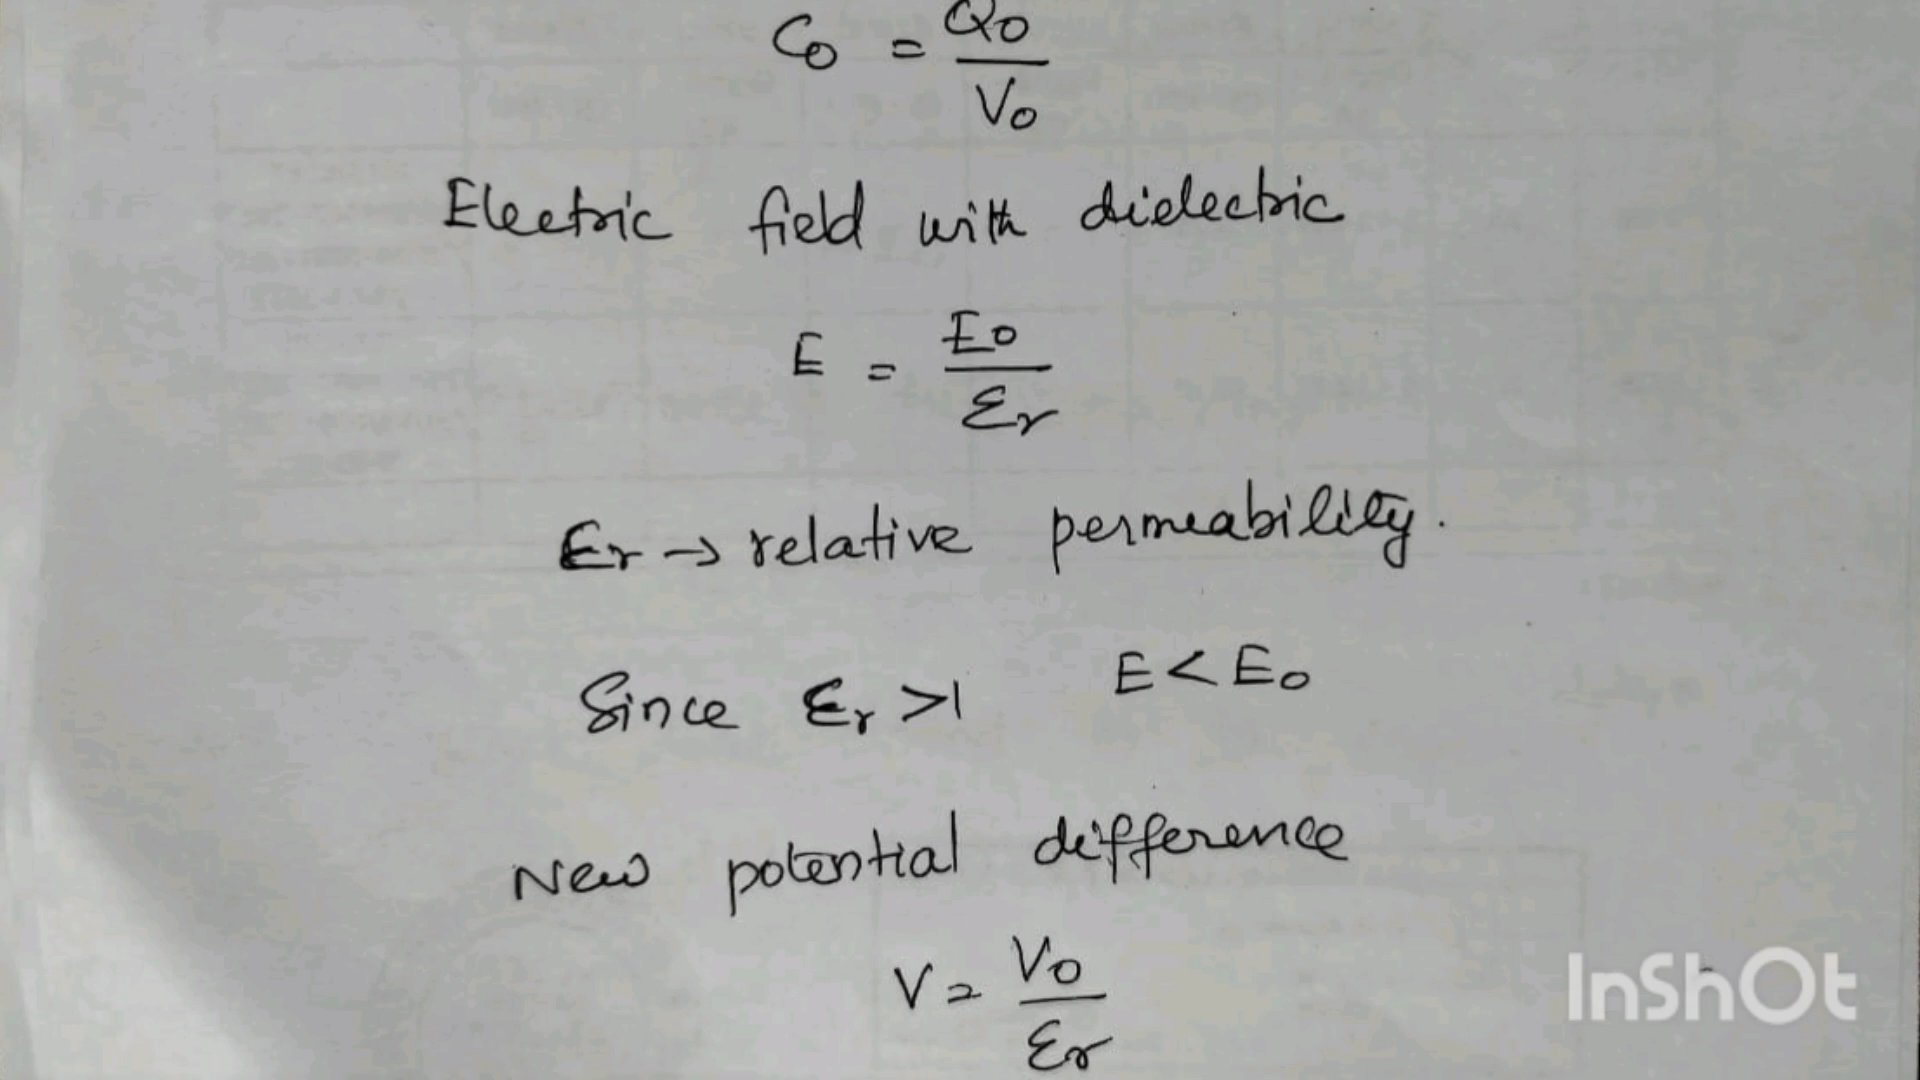 C₀ = Q₀/V₀
Electric field with dielectric
E = E₀/εr
εr → relative permeability.
Since εr >1 E < E₀
New potential difference
V = V₀/εr
InShOt